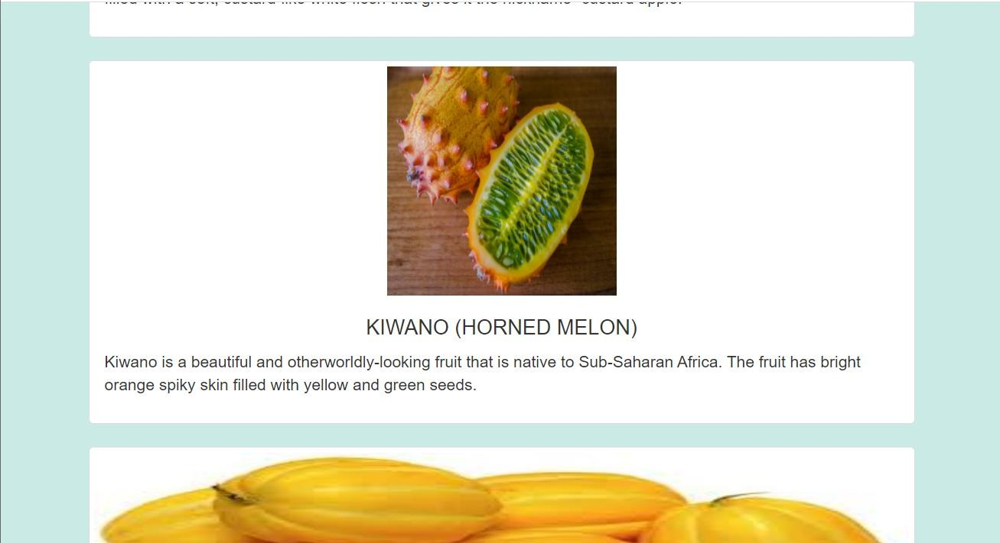 filled with a soft, custard-like white flesh that gives it the nickname "custard apple."
KIWANO (HORNED MELON)
Kiwano is a beautiful and otherworldly-looking fruit that is native to Sub-Saharan Africa. The fruit has bright
orange spiky skin filled with yellow and green seeds.